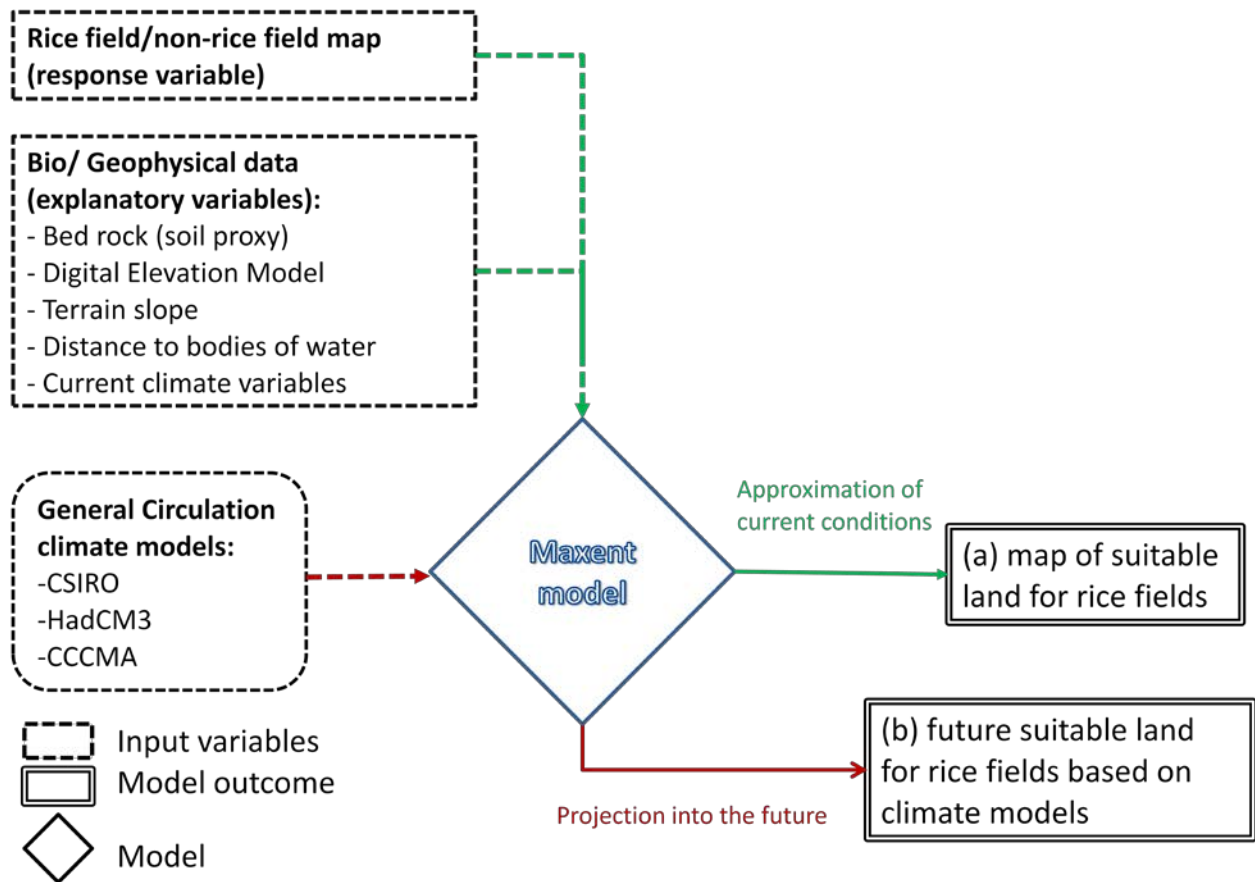 Rice field/non-rice field map
(response variable)
Bio/ Geophysical data
(explanatory variables):
- Bed rock (soil proxy)
- Digital Elevation Model
- Terrain slope
- Distance to bodies of water
- Current climate variables
General Circulation
climate models:
-CSIRO
-HadCM3
-CCCMA
Maxent
model
Approximation of
current conditions
(a) map of suitable
land for rice fields
(b) future suitable land
for rice fields based on
climate models
Projection into the future
Input variables
Model outcome
Model